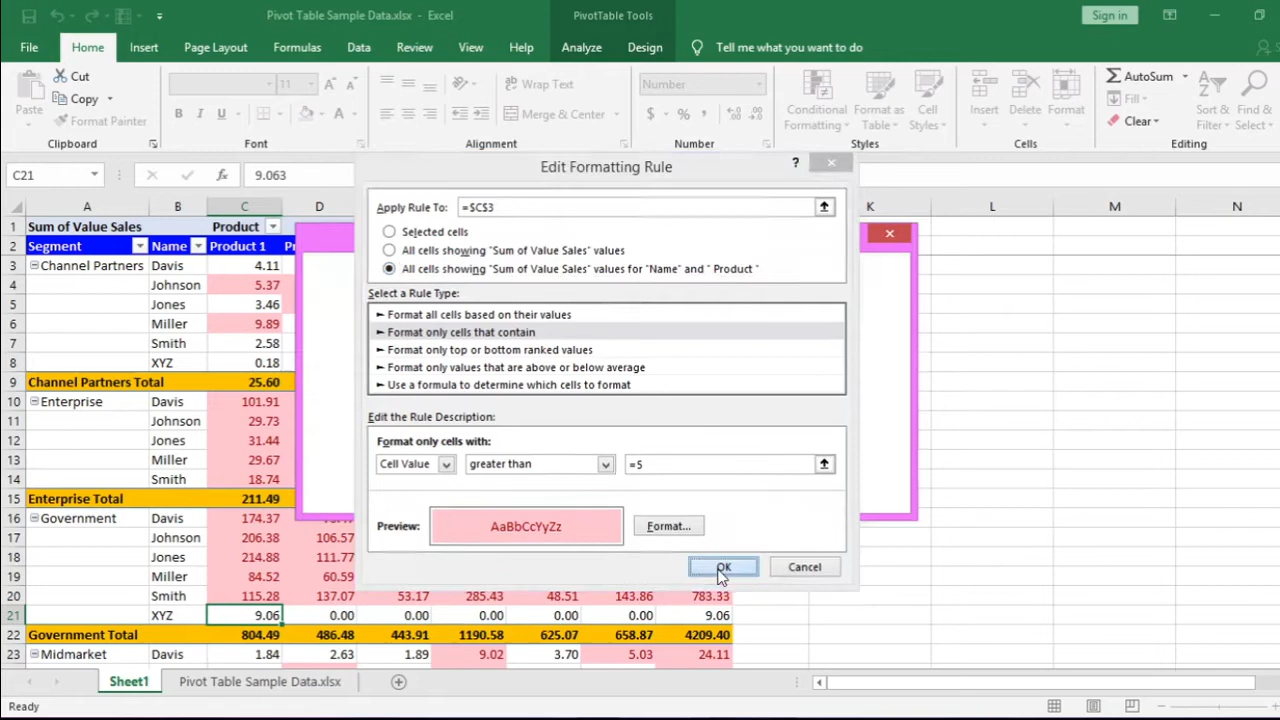 Pivot Table Sample Data.xlsx - Excel
PivotTable Tools
Sign in
File Home Insert Page Layout Formulas Data Review View Help Analyze Design Tell me what you want to do
Paste
Cut
Copy
Format Painter
Clipboard
11 A A
B I U A
Font
Wrap Text
Merge & Center
Alignment
Number
$ % ,
Number
Conditional Formatting
Format as Table
Cell Styles
Styles
Insert Delete Format
Cells
AutoSum
Fill
Clear
Sort & Filter
Find & Select
Editing
C21 fx 9.063
A B C D K L M N
1 Sum of Value Sales Product
2 Segment Name Product 1
3 Channel Partners Davis 4.11
4 Johnson 5.37
5 Jones 3.46
6 Miller 9.89
7 Smith 2.58
8 XYZ 0.18
9 Channel Partners Total 25.60
10 Enterprise Davis 101.91
11 Johnson 29.73
12 Jones 31.44
13 Miller 29.67
14 Smith 18.74
15 Enterprise Total 211.49
16 Government Davis 174.37
17 Johnson 206.38 106.57
18 Jones 214.88 111.77
19 Miller 84.52 60.59
20 Smith 115.28 137.07 53.17 285.43 48.51 143.86 783.33
21 XYZ 9.06 0.00 0.00 0.00 0.00 0.00 9.06
22 Government Total 804.49 486.48 443.91 1190.58 625.07 658.87 4209.40
23 Midmarket Davis 1.84 2.63 1.89 9.02 3.70 5.03 24.11
Edit Formatting Rule
?
Apply Rule To: =$C$3
Selected cells
All cells showing "Sum of Value Sales" values
All cells showing "Sum of Value Sales" values for "Name" and " Product "
Select a Rule Type:
► Format all cells based on their values
► Format only cells that contain
► Format only top or bottom ranked values
► Format only values that are above or below average
► Use a formula to determine which cells to format
Edit the Rule Description:
Format only cells with:
Cell Value greater than =5
Preview: AaBbCcYyZz Format...
OK Cancel
Sheet1 Pivot Table Sample Data.xlsx
Ready